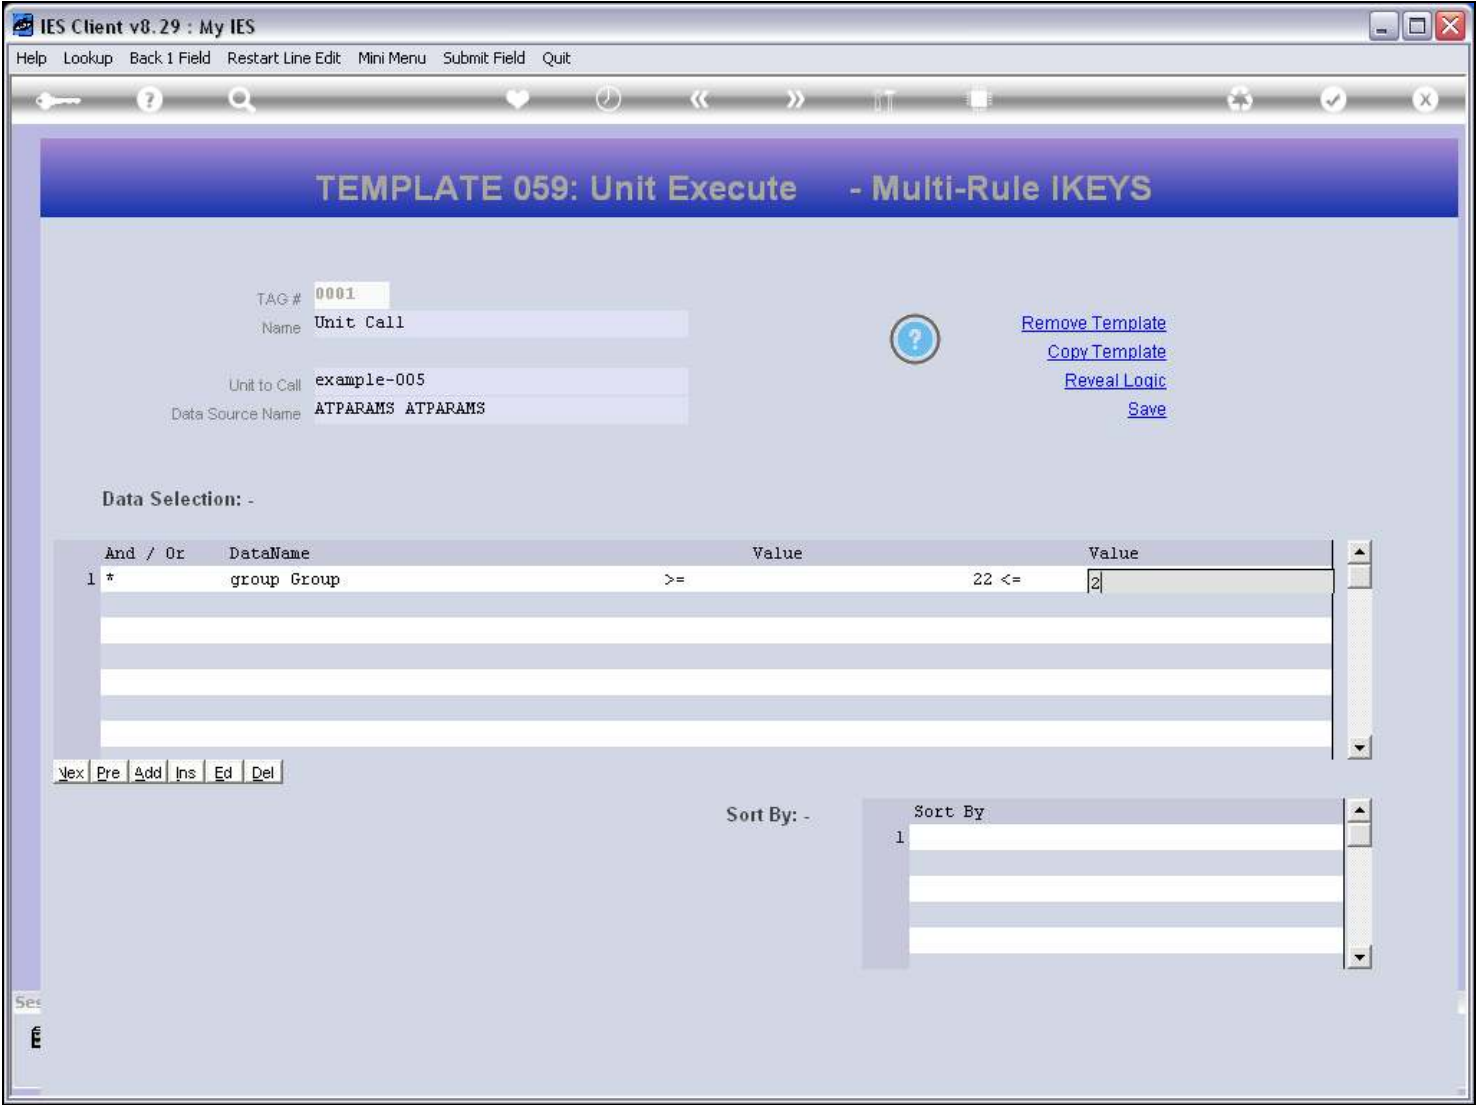 IES Client v8.29 : My IES
Help Lookup Back 1 Field Restart Line Edit Mini Menu Submit Field Quit
TEMPLATE 059: Unit Execute - Multi-Rule IKEYS
TAG # 0001
Name Unit Call
Remove Template
Copy Template
Unit to Call example-005
Reveal Logic
Data Source Name ATPARAMS ATPARAMS
Save
Data Selection: -
And / Or DataName Value Value
1 * group Group >= 22 <= 2
Nex Pre Add Ins Ed Del
Sort By: -
Sort By
1
Ses